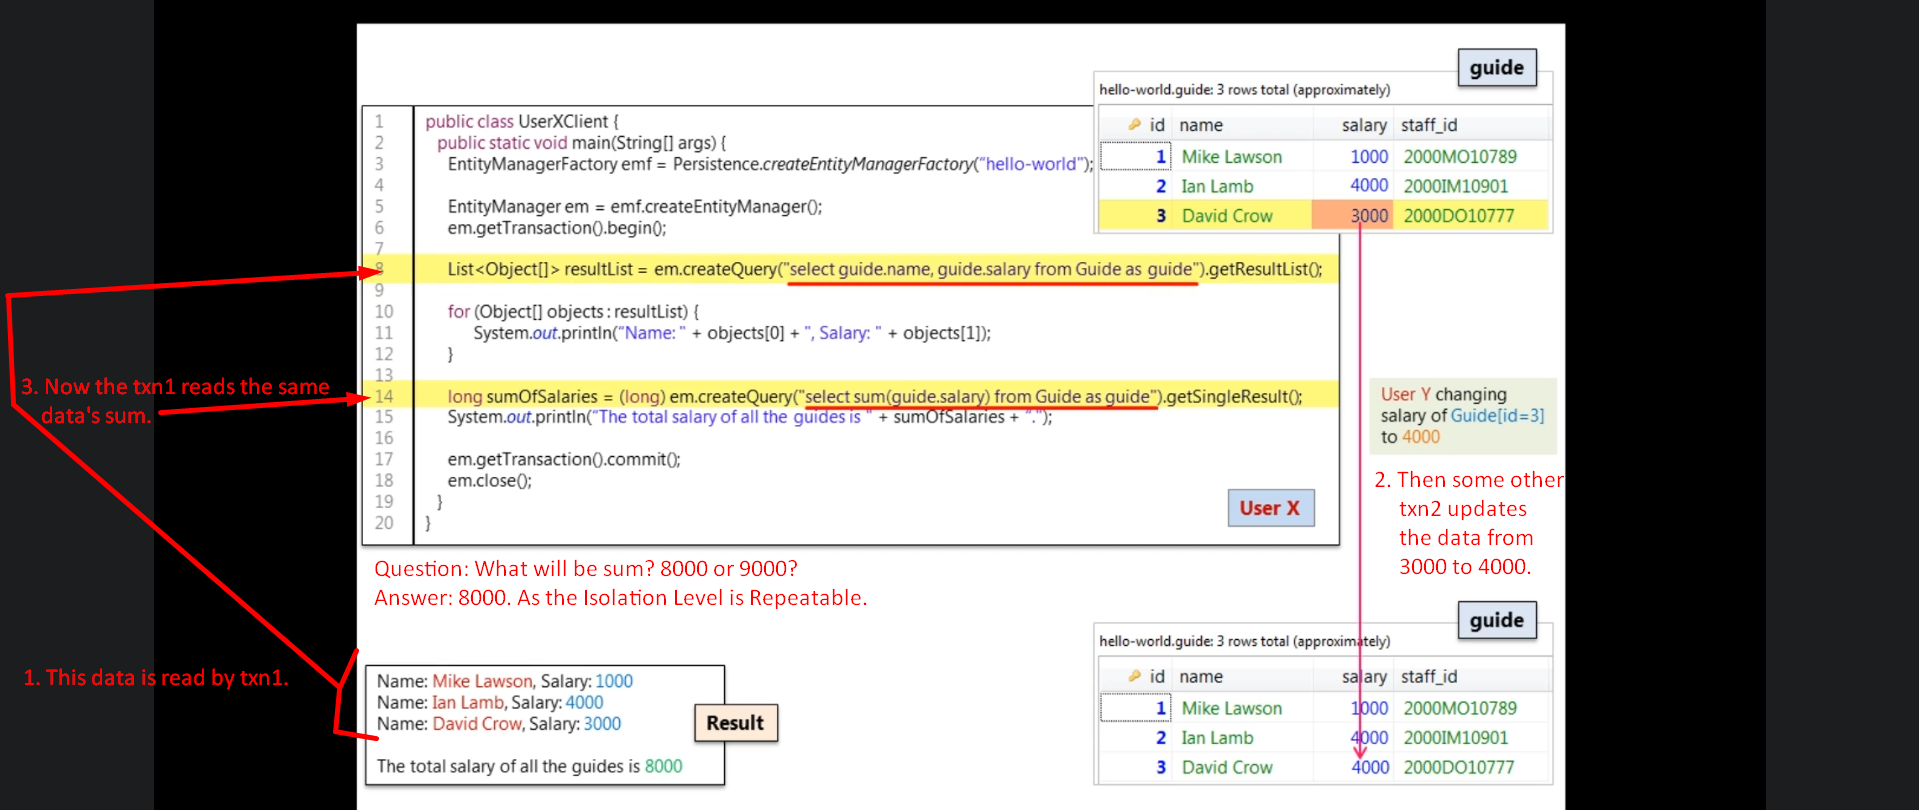 guide
hello-world.guide: 3 rows total (approximately)
id name salary staff_id
1 Mike Lawson 1000 2000MO10789
2 Ian Lamb 4000 2000IM10901
3 David Crow 3000 2000DO10777
1 public class UserXClient {
2 public static void main(String[] args) {
3 EntityManagerFactory emf = Persistence.createEntityManagerFactory("hello-world");
4
5 EntityManager em = emf.createEntityManager();
6 em.getTransaction().begin();
7
8 List<Object[]> resultList = em.createQuery("select guide.name, guide.salary from Guide as guide").getResultList();
9
10 for (Object[] objects : resultList) {
11 System.out.println("Name: " + objects[0] + ", Salary: " + objects[1]);
12 }
13
14 long sumOfSalaries = (long) em.createQuery("select sum(guide.salary) from Guide as guide").getSingleResult();
15 System.out.println("The total salary of all the guides is " + sumOfSalaries + ".");
16
17 em.getTransaction().commit();
18 em.close();
19 }
20 }
User X
3. Now the txn1 reads the same
data's sum.
User Y changing
salary of Guide[id=3]
to 4000
2. Then some other
txn2 updates
the data from
3000 to 4000.
Question: What will be sum? 8000 or 9000?
Answer: 8000. As the Isolation Level is Repeatable.
1. This data is read by txn1.
Name: Mike Lawson, Salary: 1000
Name: Ian Lamb, Salary: 4000
Name: David Crow, Salary: 3000
The total salary of all the guides is 8000
Result
guide
hello-world.guide: 3 rows total (approximately)
id name salary staff_id
1 Mike Lawson 1000 2000MO10789
2 Ian Lamb 4000 2000IM10901
3 David Crow 4000 2000DO10777